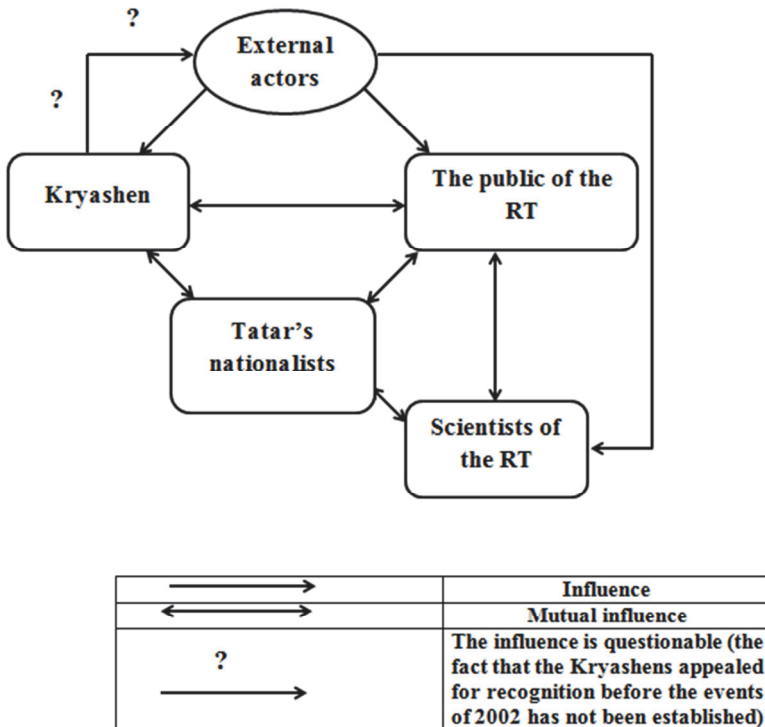 ?
External
actors
?
Kryashen
The public of the
RT
Tatar's
nationalists
Scientists of
the RT
Influence
Mutual influence
?
The influence is questionable (the
fact that the Kryashens appealed
for recognition before the events
of 2002 has not been established)